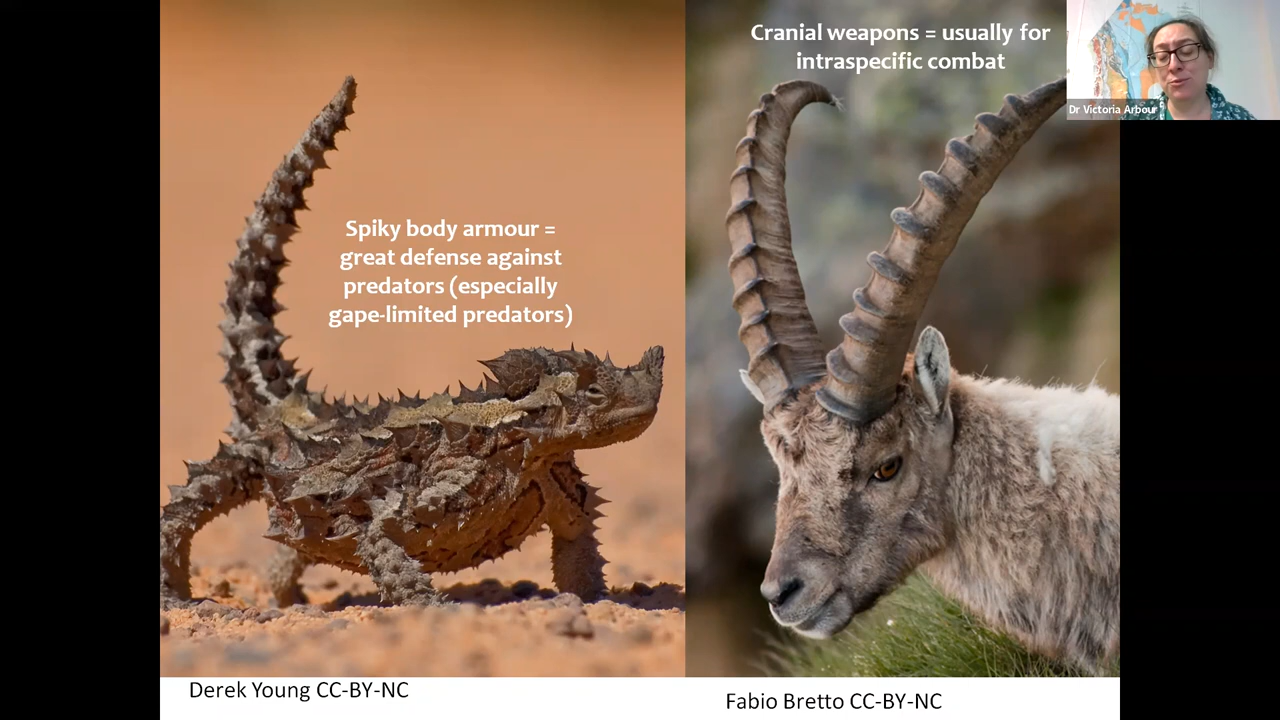 Spiky body armour =
great defense against
predators (especially
gape-limited predators)
Cranial weapons = usually for
intraspecific combat
Dr Victoria Arbour
Derek Young CC-BY-NC
Fabio Bretto CC-BY-NC